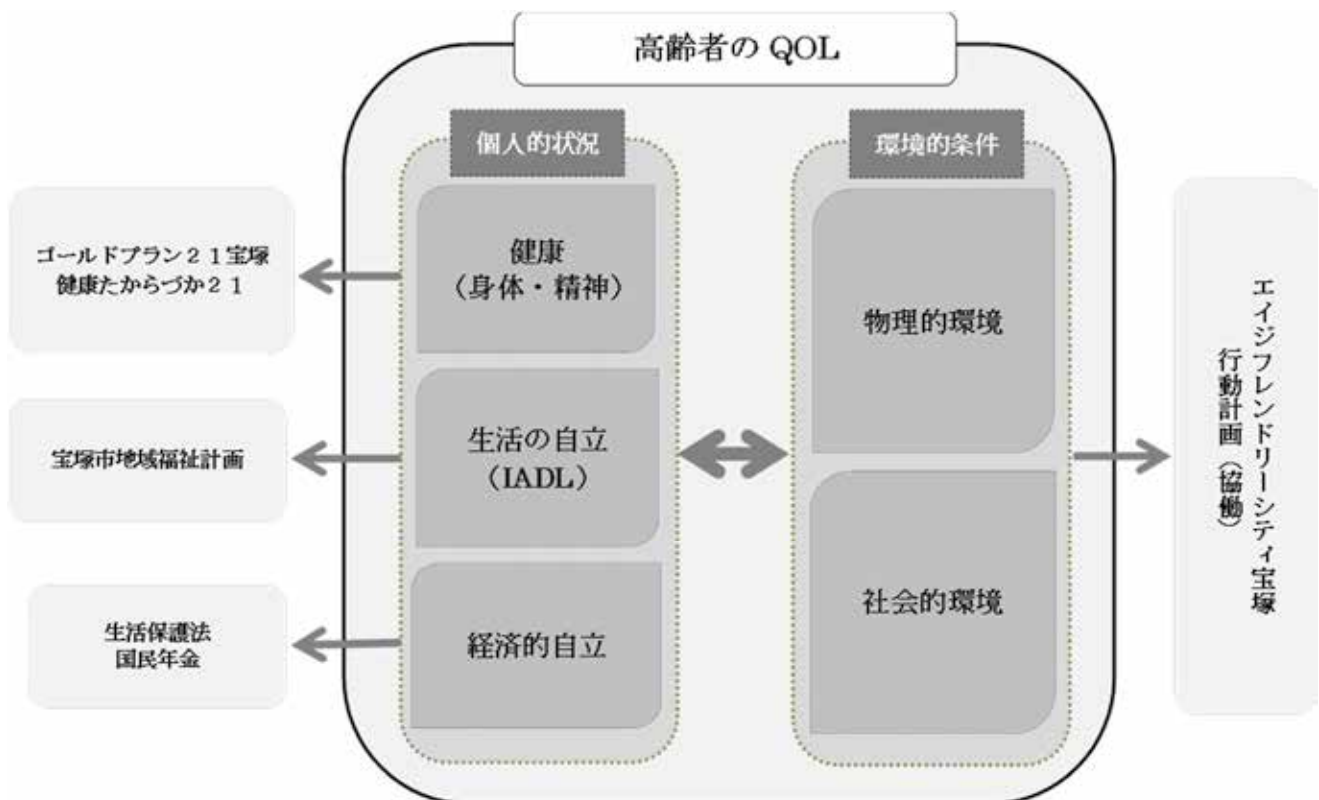 高齢者の QOL
個人的状況
環境的条件
ゴールドプラン２１宝塚
健康たからづか２１
健康
（身体・精神）
物理的環境
宝塚市地域福祉計画
生活の自立
（IADL）
生活保護法
国民年金
経済的自立
社会的環境
エイジフレンドリーシティ宝塚
行動計画（協働）